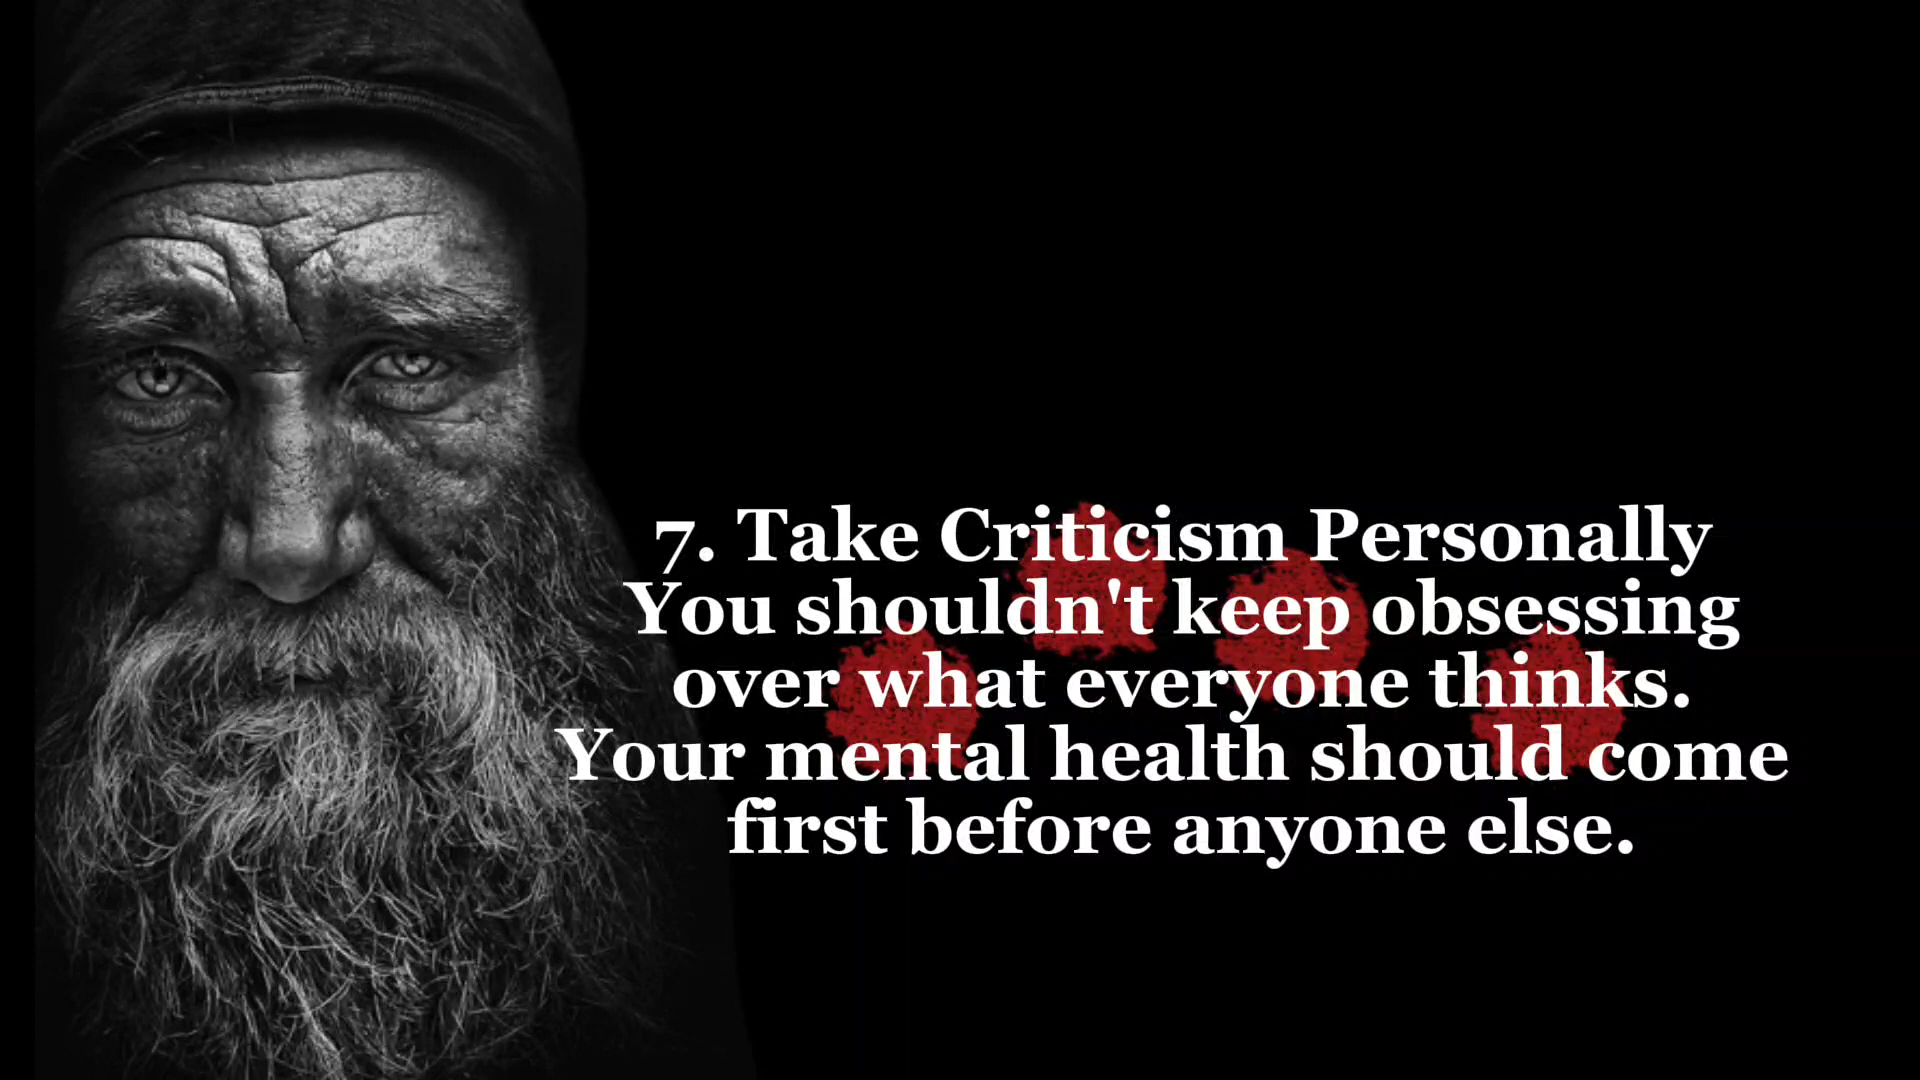 7. Take Criticism Personally
You shouldn't keep obsessing
over what everyone thinks.
Your mental health should come
first before anyone else.